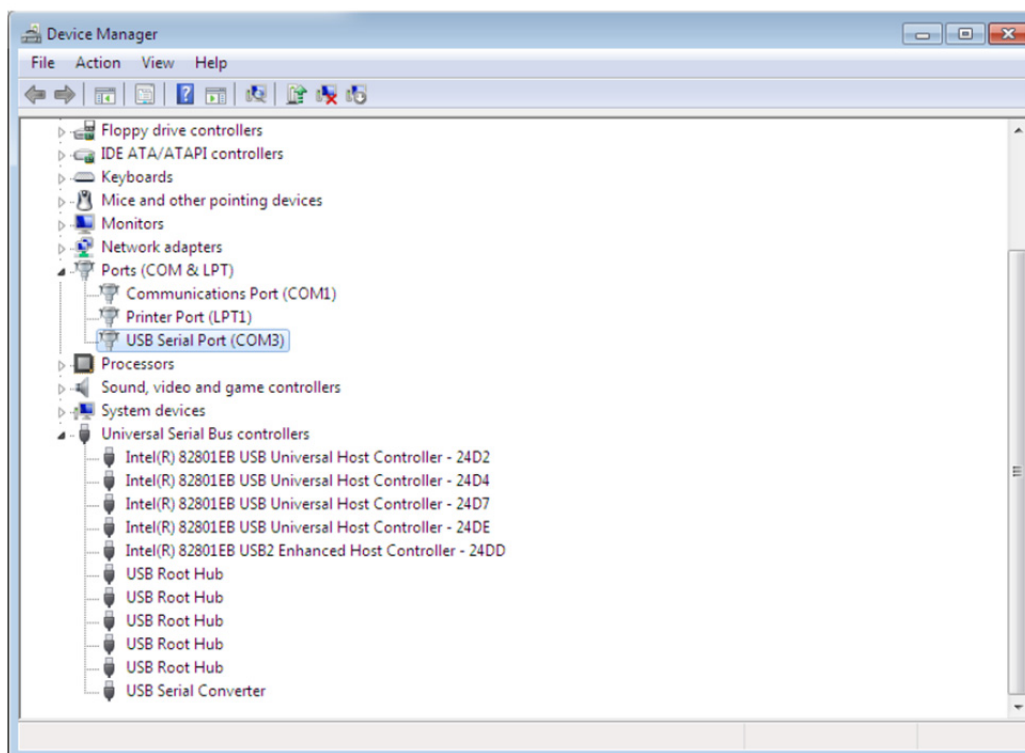 Device Manager
File Action View Help
Floppy drive controllers
IDE ATA/ATAPI controllers
Keyboards
Mice and other pointing devices
Monitors
Network adapters
Ports (COM & LPT)
Communications Port (COM1)
Printer Port (LPT1)
USB Serial Port (COM3)
Processors
Sound, video and game controllers
System devices
Universal Serial Bus controllers
Intel(R) 82801EB USB Universal Host Controller - 24D2
Intel(R) 82801EB USB Universal Host Controller - 24D4
Intel(R) 82801EB USB Universal Host Controller - 24D7
Intel(R) 82801EB USB Universal Host Controller - 24DE
Intel(R) 82801EB USB2 Enhanced Host Controller - 24DD
USB Root Hub
USB Root Hub
USB Root Hub
USB Root Hub
USB Root Hub
USB Serial Converter